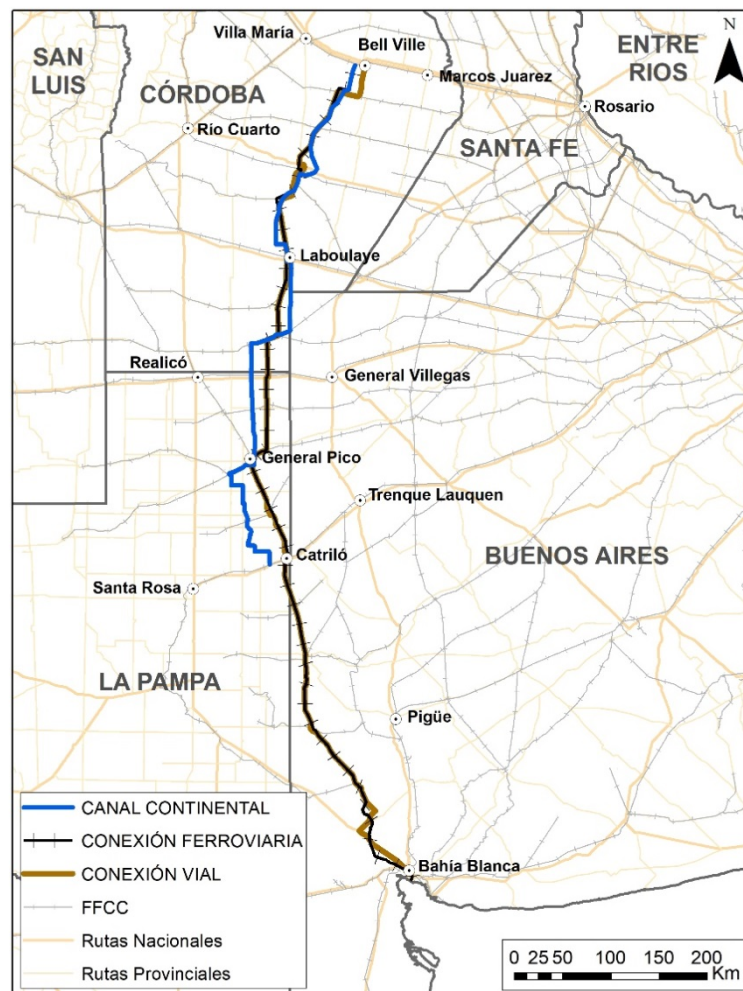 N
Villa María
Bell Ville
SAN
LUIS
ENTRE
RIOS
CÓRDOBA
Marcos Juarez
Rosario
Río Cuarto
SANTA FE
Laboulaye
Realicó
General Villegas
General Pico
Trenque Lauquen
Catriló
BUENOS AIRES
Santa Rosa
LA PAMPA
Pigüe
CANAL CONTINENTAL
CONEXIÓN FERROVIARIA
CONEXIÓN VIAL
Bahía Blanca
FFCC
Rutas Nacionales
Rutas Provinciales
0 25 50 100 150 200
Km